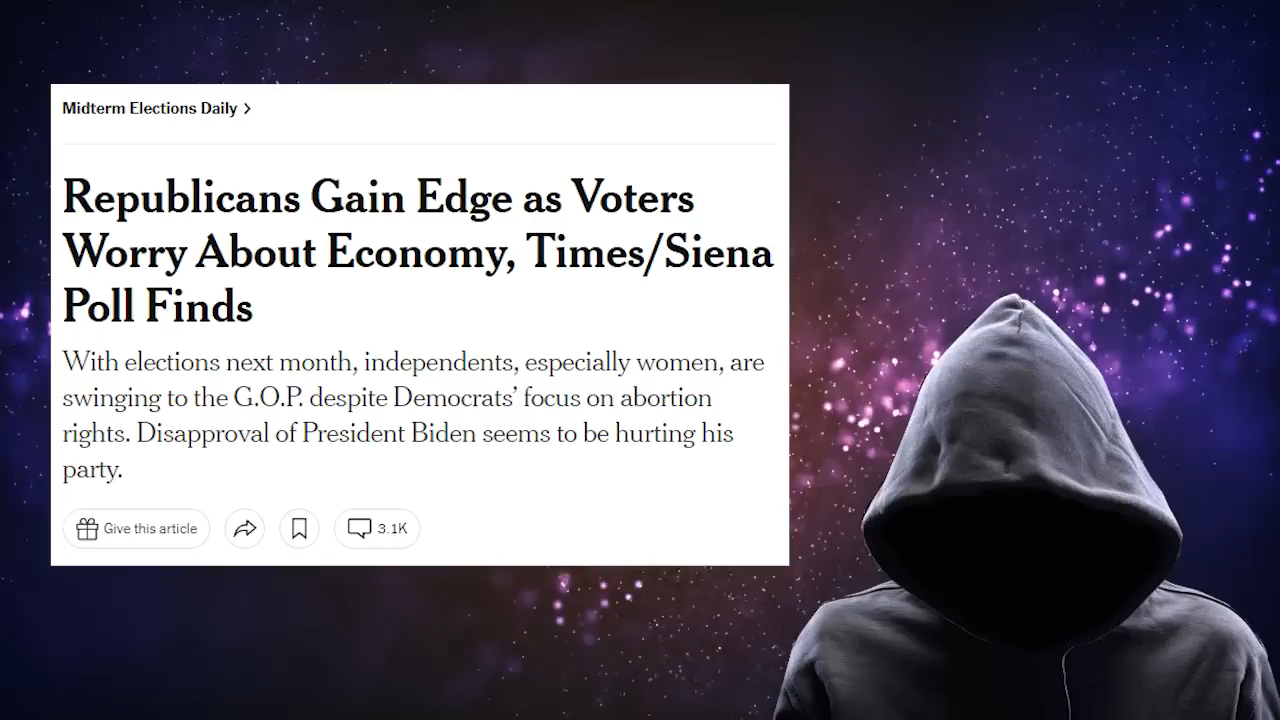 Midterm Elections Daily >
Republicans Gain Edge as Voters
Worry About Economy, Times/Siena
Poll Finds
With elections next month, independents, especially women, are
swinging to the G.O.P. despite Democrats’ focus on abortion
rights. Disapproval of President Biden seems to be hurting his
party.
Give this article
3.1K